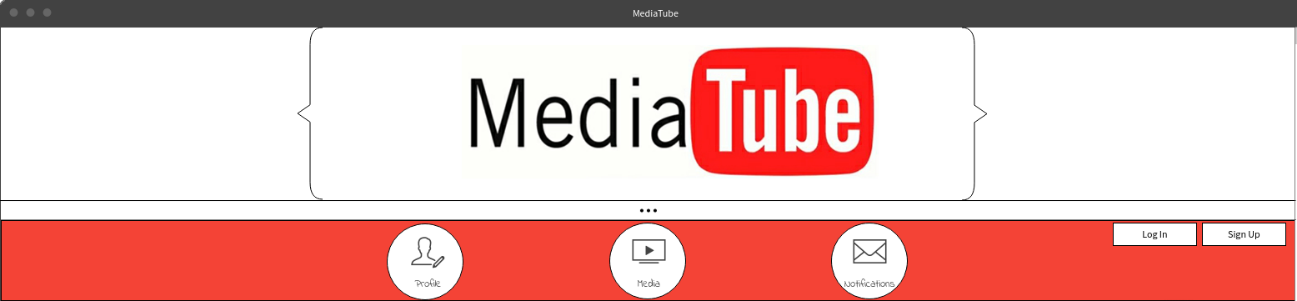 MediaTube
MediaTube
Log In Sign Up
Profile Media Notifications